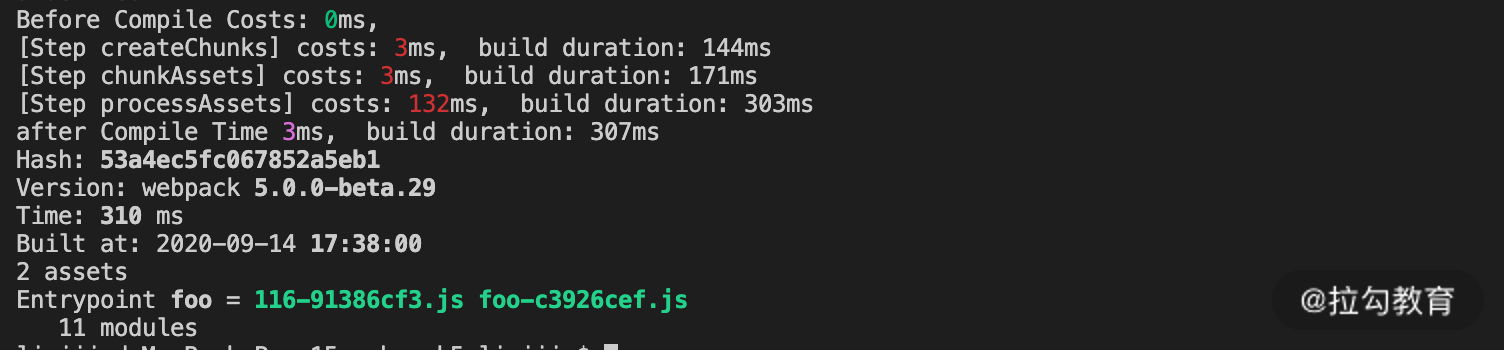 Before Compile Costs: 0ms,
[Step createChunks] costs: 3ms,  build duration: 144ms
[Step chunkAssets] costs: 3ms,  build duration: 171ms
[Step processAssets] costs: 132ms,  build duration: 303ms
after Compile Time 3ms,  build duration: 307ms
Hash: 53a4ec5fc067852a5eb1
Version: webpack 5.0.0-beta.29
Time: 310 ms
Built at: 2020-09-14 17:38:00
2 assets
Entrypoint foo = 116-91386cf3.js foo-c3926cef.js
@拉勾教育
11 modules